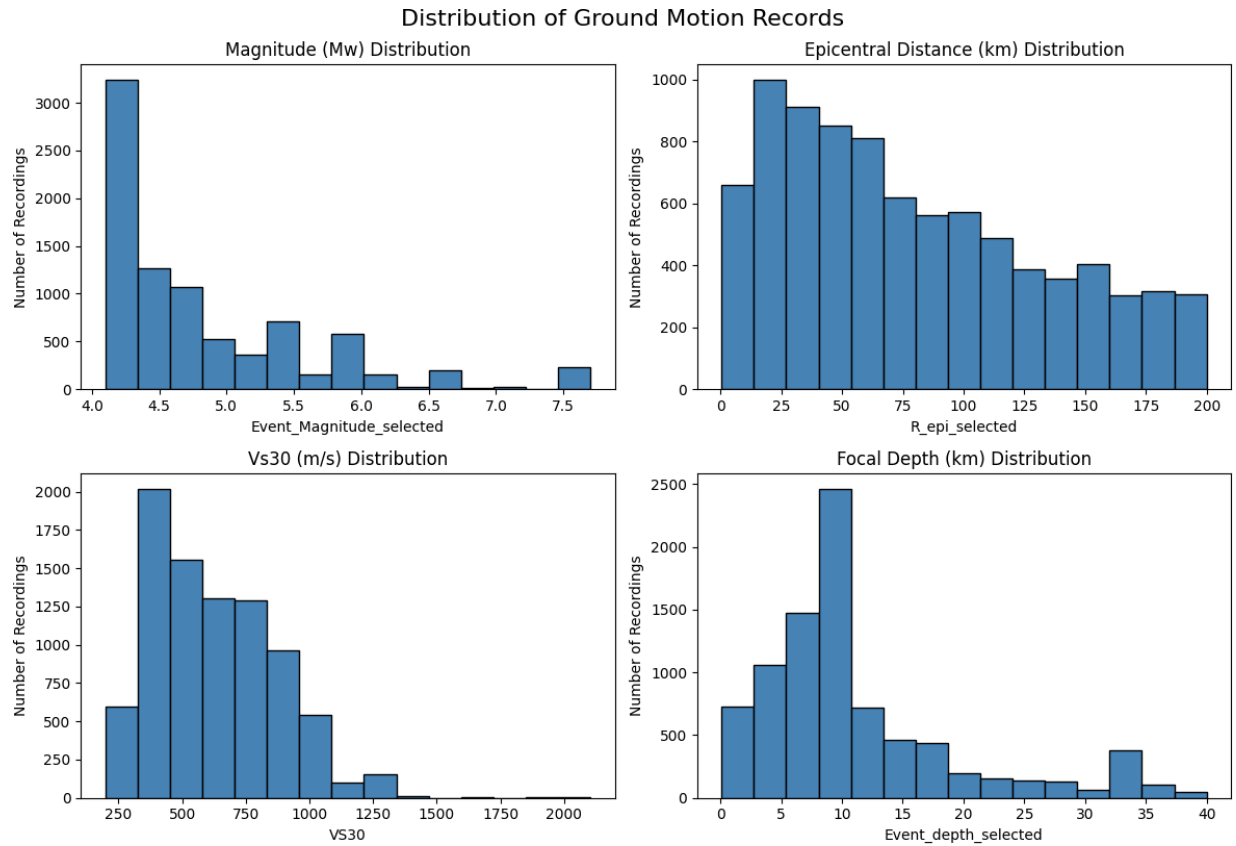 Distribution of Ground Motion Records
Magnitude (Mw) Distribution
Number of Recordings
3000
2500
2000
1500
1000
500
0
4.0 4.5 5.0 5.5 6.0 6.5 7.0 7.5
Event_Magnitude_selected
Epicentral Distance (km) Distribution
Number of Recordings
1000
800
600
400
200
0
0 25 50 75 100 125 150 175 200
R_epi_selected
Vs30 (m/s) Distribution
Number of Recordings
2000
1750
1500
1250
1000
750
500
250
0
250 500 750 1000 1250 1500 1750 2000
VS30
Focal Depth (km) Distribution
Number of Recordings
2500
2000
1500
1000
500
0
0 5 10 15 20 25 30 35 40
Event_depth_selected